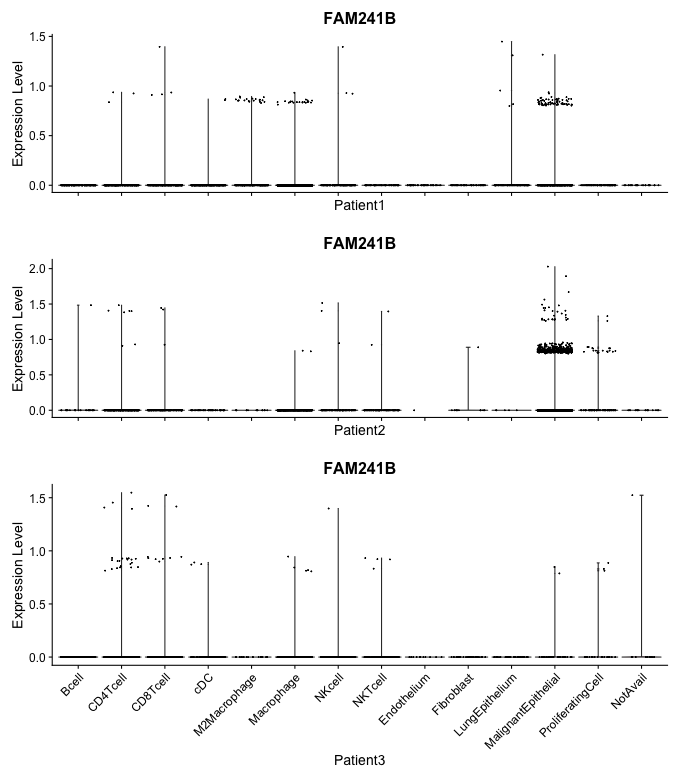 FAM241B
Expression Level
1.5
1.0
0.5
0.0
Patient1
FAM241B
Expression Level
2.0
1.5
1.0
0.5
0.0
Patient2
FAM241B
Expression Level
1.5
1.0
0.5
0.0
Bcell
CD4Tcell
CD8Tcell
cDC
M2Macrophage
Macrophage
NKcell
NKTcell
Endothelium
Fibroblast
LungEpithelium
MalignantEpithelial
ProliferatingCell
NotAvail
Patient3